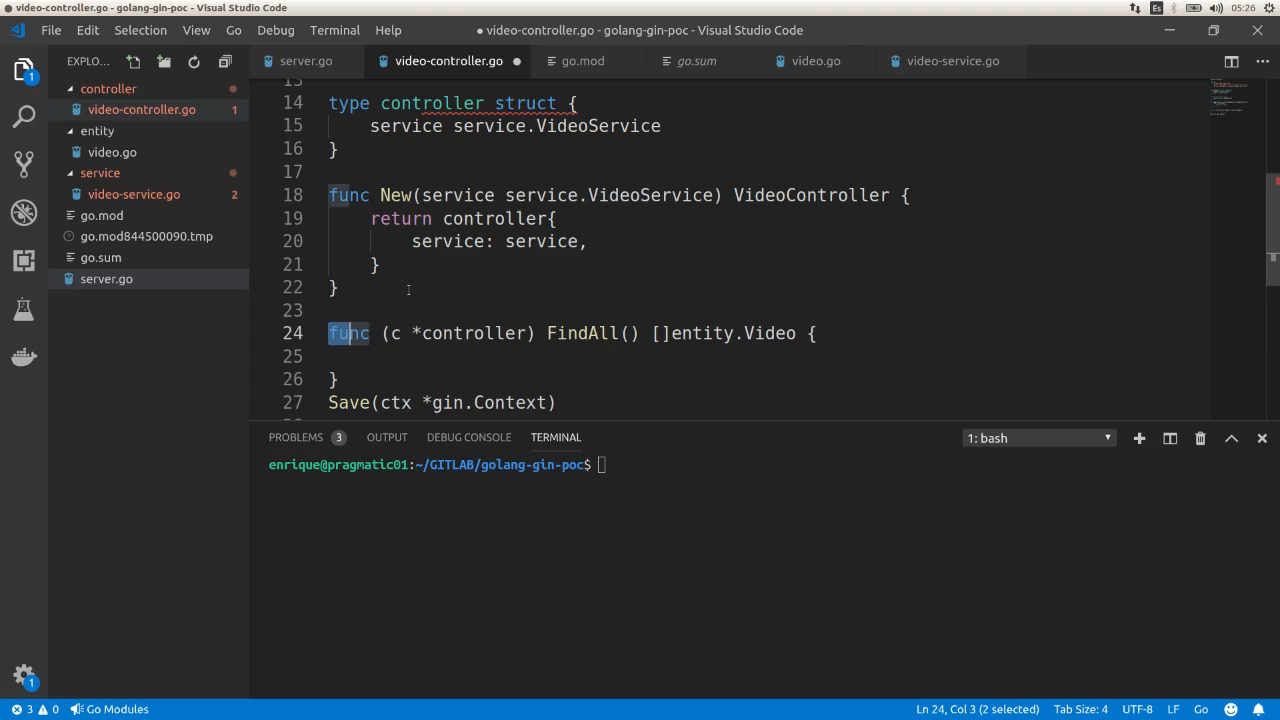 video-controller.go - golang-gin-poc - Visual Studio Code
Es
05:26
File Edit Selection View Go Debug Terminal Help
● video-controller.go - golang-gin-poc - Visual Studio Code
EXPLO...
server.go video-controller.go go.mod go.sum video.go video-service.go
controller
video-controller.go 1
entity
video.go
service
video-service.go 2
go.mod
go.mod844500090.tmp
go.sum
server.go
1
1
13
14 type controller struct {
15 service service.VideoService
16 }
17
18 func New(service service.VideoService) VideoController {
19 return controller{
20 service: service,
21 }
22 }
23
24 func (c *controller) FindAll() []entity.Video {
25
26 }
27 Save(ctx *gin.Context)
PROBLEMS 3 OUTPUT DEBUG CONSOLE TERMINAL
1: bash
enrique@pragmatic01:~/GITLAB/golang-gin-poc$
3 0 Go Modules
Ln 24, Col 3 (2 selected) Tab Size: 4 UTF-8 LF Go